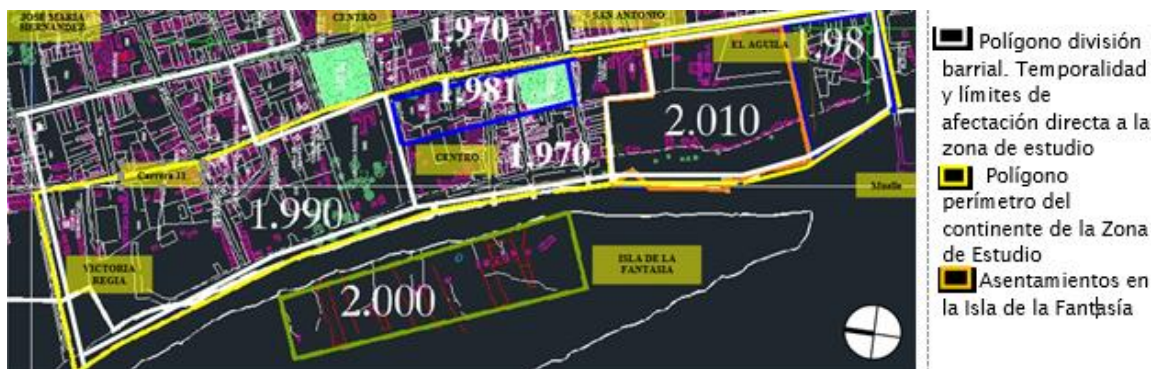 JOSE MARIA
HERNANDEZ
CENTRO
SAN ANTONIO
1.970
EL AGUILA
1.98
1.981
2.010
CENTRO
1.970
Carrera 11
Muelle
1.990
VICTORIA
REGIA
ISLA DE LA
FANTASIA
2.000
Polígono división
barrial. Temporalidad
y límites de
afectación directa a la
zona de estudio
Polígono
perímetro del
continente de la Zona
de Estudio
Asentamientos en
la Isla de la Fantasía